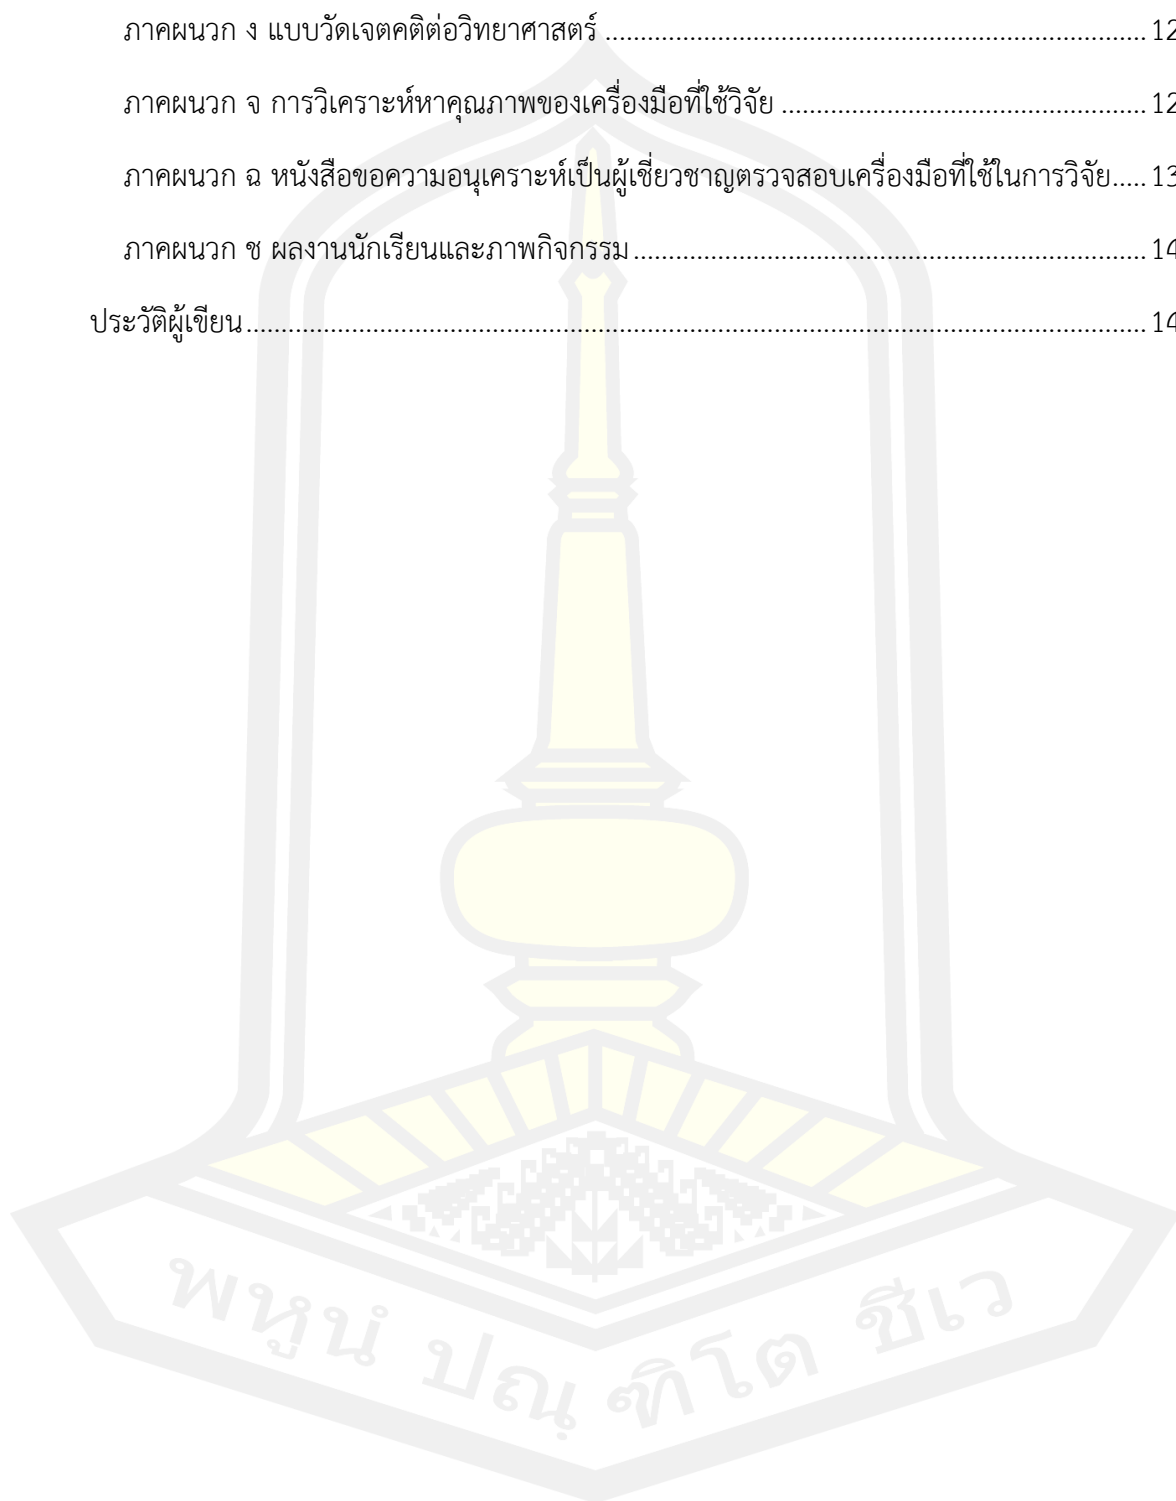 ภาคผนวก ง แบบวัดเจตคติต่อวิทยาศาสตร์ ................................................................................ 12
ภาคผนวก จ การวิเคราะห์หาคุณภาพของเครื่องมือที่ใช้วิจัย ..................................................... 12
ภาคผนวก ฉ หนังสือขอความอนุเคราะห์เป็นผู้เชี่ยวชาญตรวจสอบเครื่องมือที่ใช้ในการวิจัย..... 13
ภาคผนวก ช ผลงานนักเรียนและภาพกิจกรรม ........................................................................... 14
ประวัติผู้เขียน .................................................................................................................................. 14
พหูนํ ปณฺฑิโต ชีเว